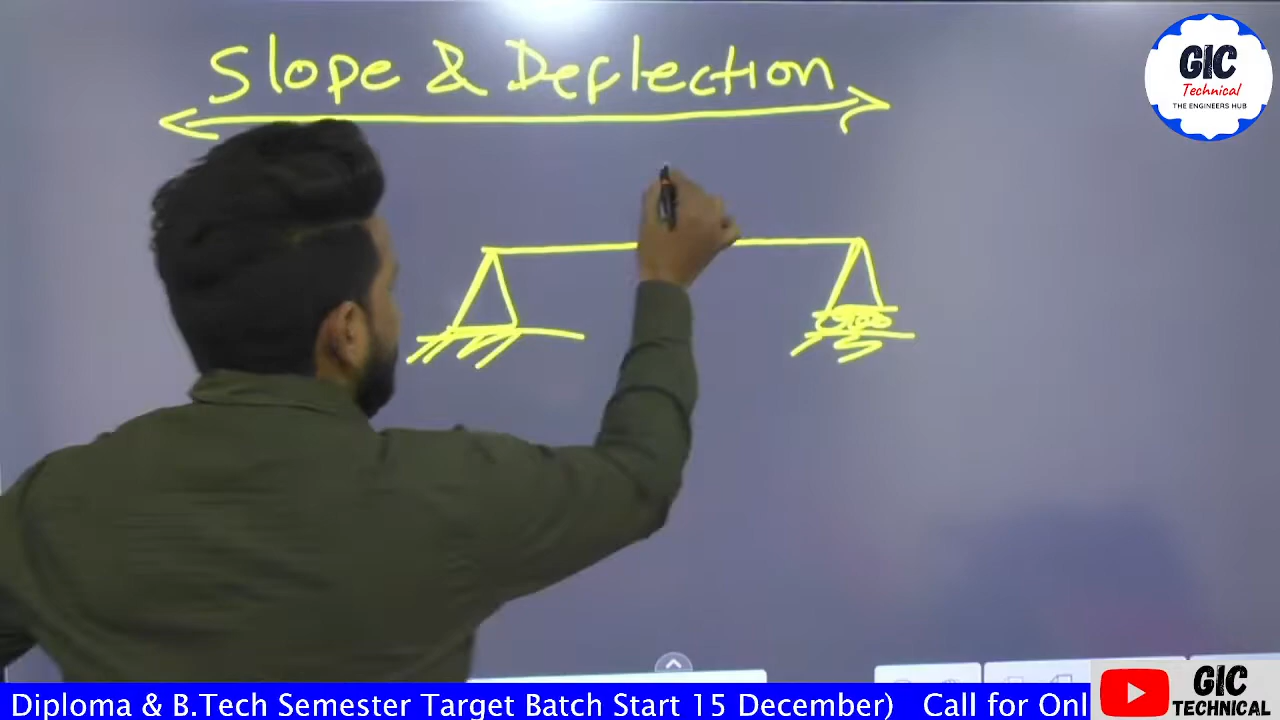 Slope & Deflection
GIC
Technical
THE ENGINEERS HUB
Diploma & B.Tech Semester Target Batch Start 15 December) Call for Onl
GIC
TECHNICAL